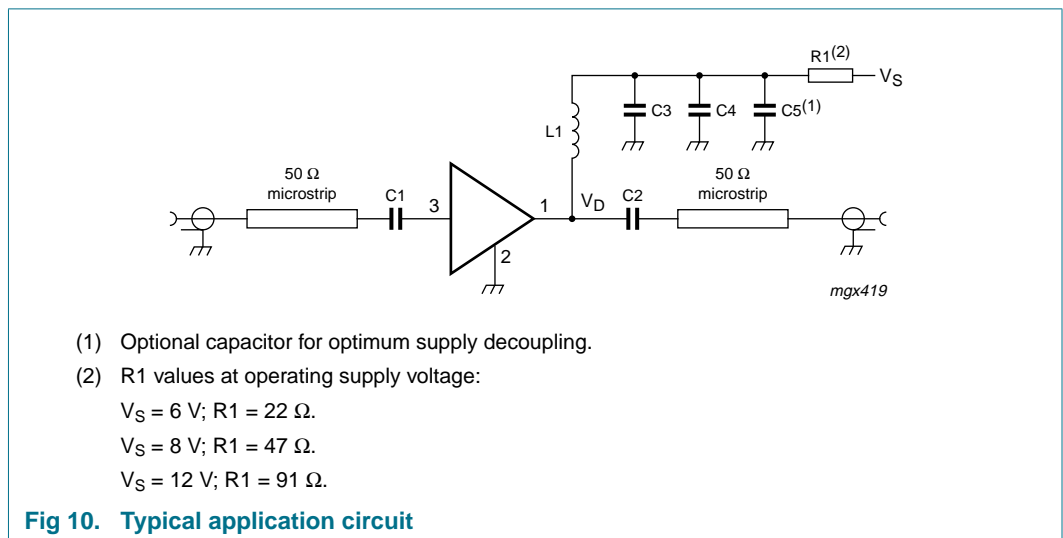 R1(2)
VS
C3
C4
C5(1)
L1
50 Ω
microstrip
C1
3
1
VD
C2
50 Ω
microstrip
2
mgx419
(1) Optional capacitor for optimum supply decoupling.
(2) R1 values at operating supply voltage:
VS = 6 V; R1 = 22 Ω.
VS = 8 V; R1 = 47 Ω.
VS = 12 V; R1 = 91 Ω.
Fig 10. Typical application circuit